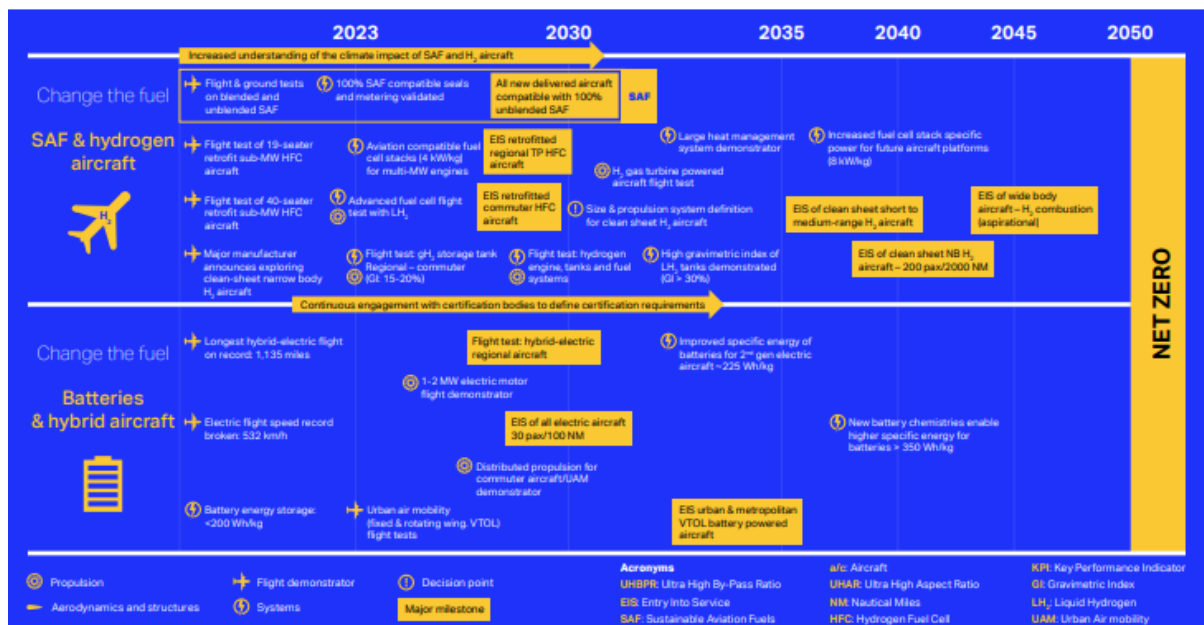 2023 2030 2035 2040 2045 2050
Increased understanding of the climate impact of SAF and H₂ aircraft
Change the fuel
SAF & hydrogen
aircraft
H₂
Flight & ground tests
on blended and
unblended SAF
100% SAF compatible seals
and metering validated
All new delivered aircraft
compatible with 100%
unblended SAF
SAF
Flight test of 19-seater
retrofit sub-MW HFC
aircraft
Aviation compatible fuel
cell stacks (4 kW/kg)
for multi-MW engines
EIS retrofitted
regional TP HFC
aircraft
Large heat management
system demonstrator
Increased fuel cell stack specific
power for future aircraft platforms
(8 kW/kg)
H₂ gas turbine powered
aircraft flight test
Flight test of 40-seater
retrofit sub-MW HFC
aircraft
Advanced fuel cell flight
test with LH₂
EIS retrofitted
commuter HFC
aircraft
Size & propulsion system definition
for clean sheet H₂ aircraft
EIS of clean sheet short to
medium-range H₂ aircraft
EIS of wide body
aircraft – H₂ combustion
(aspirational)
Major manufacturer
announces exploring
clean-sheet narrow body
H₂ aircraft
Flight test: gH₂ storage tank
Regional – commuter
(GI: 15-20%)
Flight test: hydrogen
engine, tanks and fuel
systems
High gravimetric index of
LH₂ tanks demonstrated
(GI > 30%)
EIS of clean sheet NB H₂
aircraft – 200 pax/2000 NM
Continuous engagement with certification bodies to define certification requirements
Change the fuel
Batteries
& hybrid aircraft
Longest hybrid-electric flight
on record: 1,135 miles
Flight test: hybrid-electric
regional aircraft
Improved specific energy of
batteries for 2nd gen electric
aircraft ~225 Wh/kg
1-2 MW electric motor
flight demonstrator
Electric flight speed record
broken: 532 km/h
EIS of all electric aircraft
30 pax/100 NM
New battery chemistries enable
higher specific energy for
batteries > 350 Wh/kg
Distributed propulsion for
commuter aircraft/UAM
demonstrator
Battery energy storage:
<200 Wh/kg
Urban air mobility
(fixed & rotating wing. VTOL)
flight tests
EIS urban & metropolitan
VTOL battery powered
aircraft
NET ZERO
Propulsion
Flight demonstrator
Decision point
Aerodynamics and structures
Systems
Major milestone
Acronyms
UHBPR: Ultra High By-Pass Ratio
EIS: Entry Into Service
SAF: Sustainable Aviation Fuels
a/c: Aircraft
UHAR: Ultra High Aspect Ratio
NM: Nautical Miles
HFC: Hydrogen Fuel Cell
KPI: Key Performance Indicator
GI: Gravimetric Index
LH₂: Liquid Hydrogen
UAM: Urban Air mobility